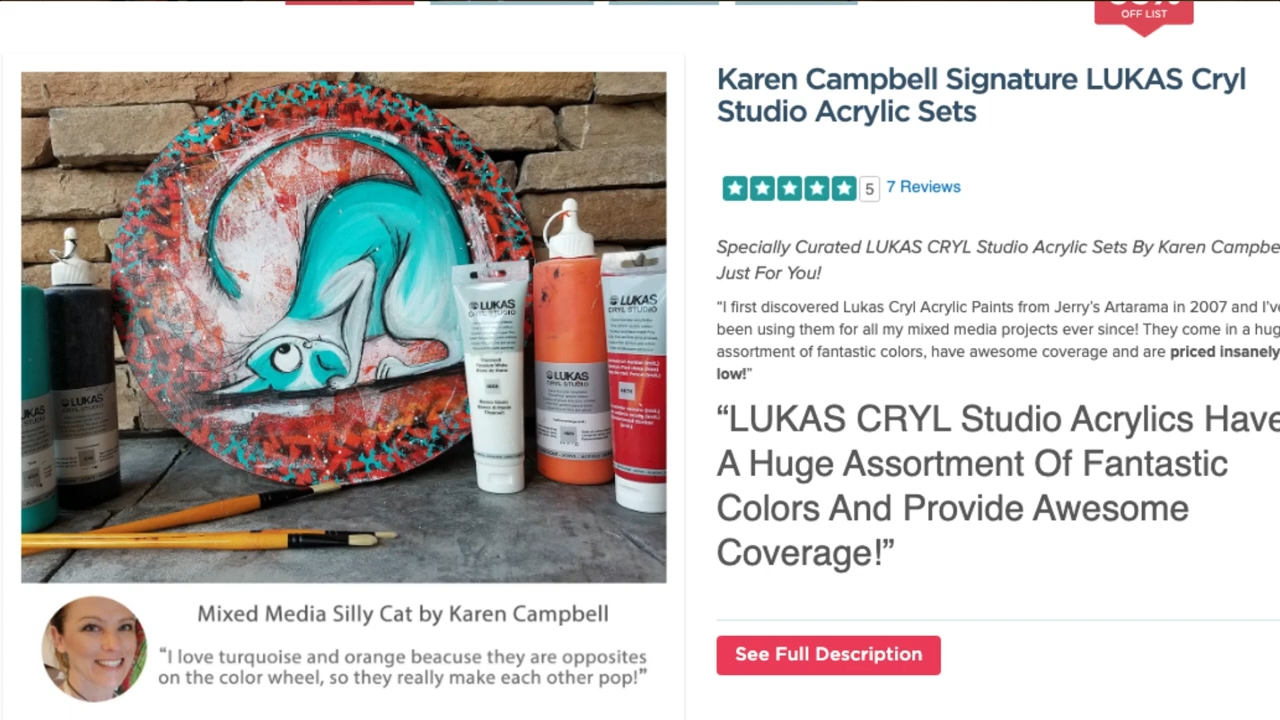 OFF LIST
Karen Campbell Signature LUKAS Cryl
Studio Acrylic Sets
5 7 Reviews
Specially Curated LUKAS CRYL Studio Acrylic Sets By Karen
Just For You!
“I first discovered Lukas Cryl Acrylic Paints from Jerry’s Artarama in 2007 and I’ve
been using them for all my mixed media projects ever since! They come in a
assortment of fantastic colors, have awesome coverage and are priced insanely
low!”
“LUKAS CRYL Studio Acrylics Have
A Huge Assortment Of Fantastic
Colors And Provide Awesome
Coverage!”
See Full Description
LUKAS
CRYL STUDIO
LUKAS
CRYL STUDIO
LUKAS
CRYL STUDIO
LUKAS
CRYL STUDIO
Mixed Media Silly Cat by Karen Campbell
“I love turquoise and orange beacuse they are opposites
on the color wheel, so they really make each other pop!”